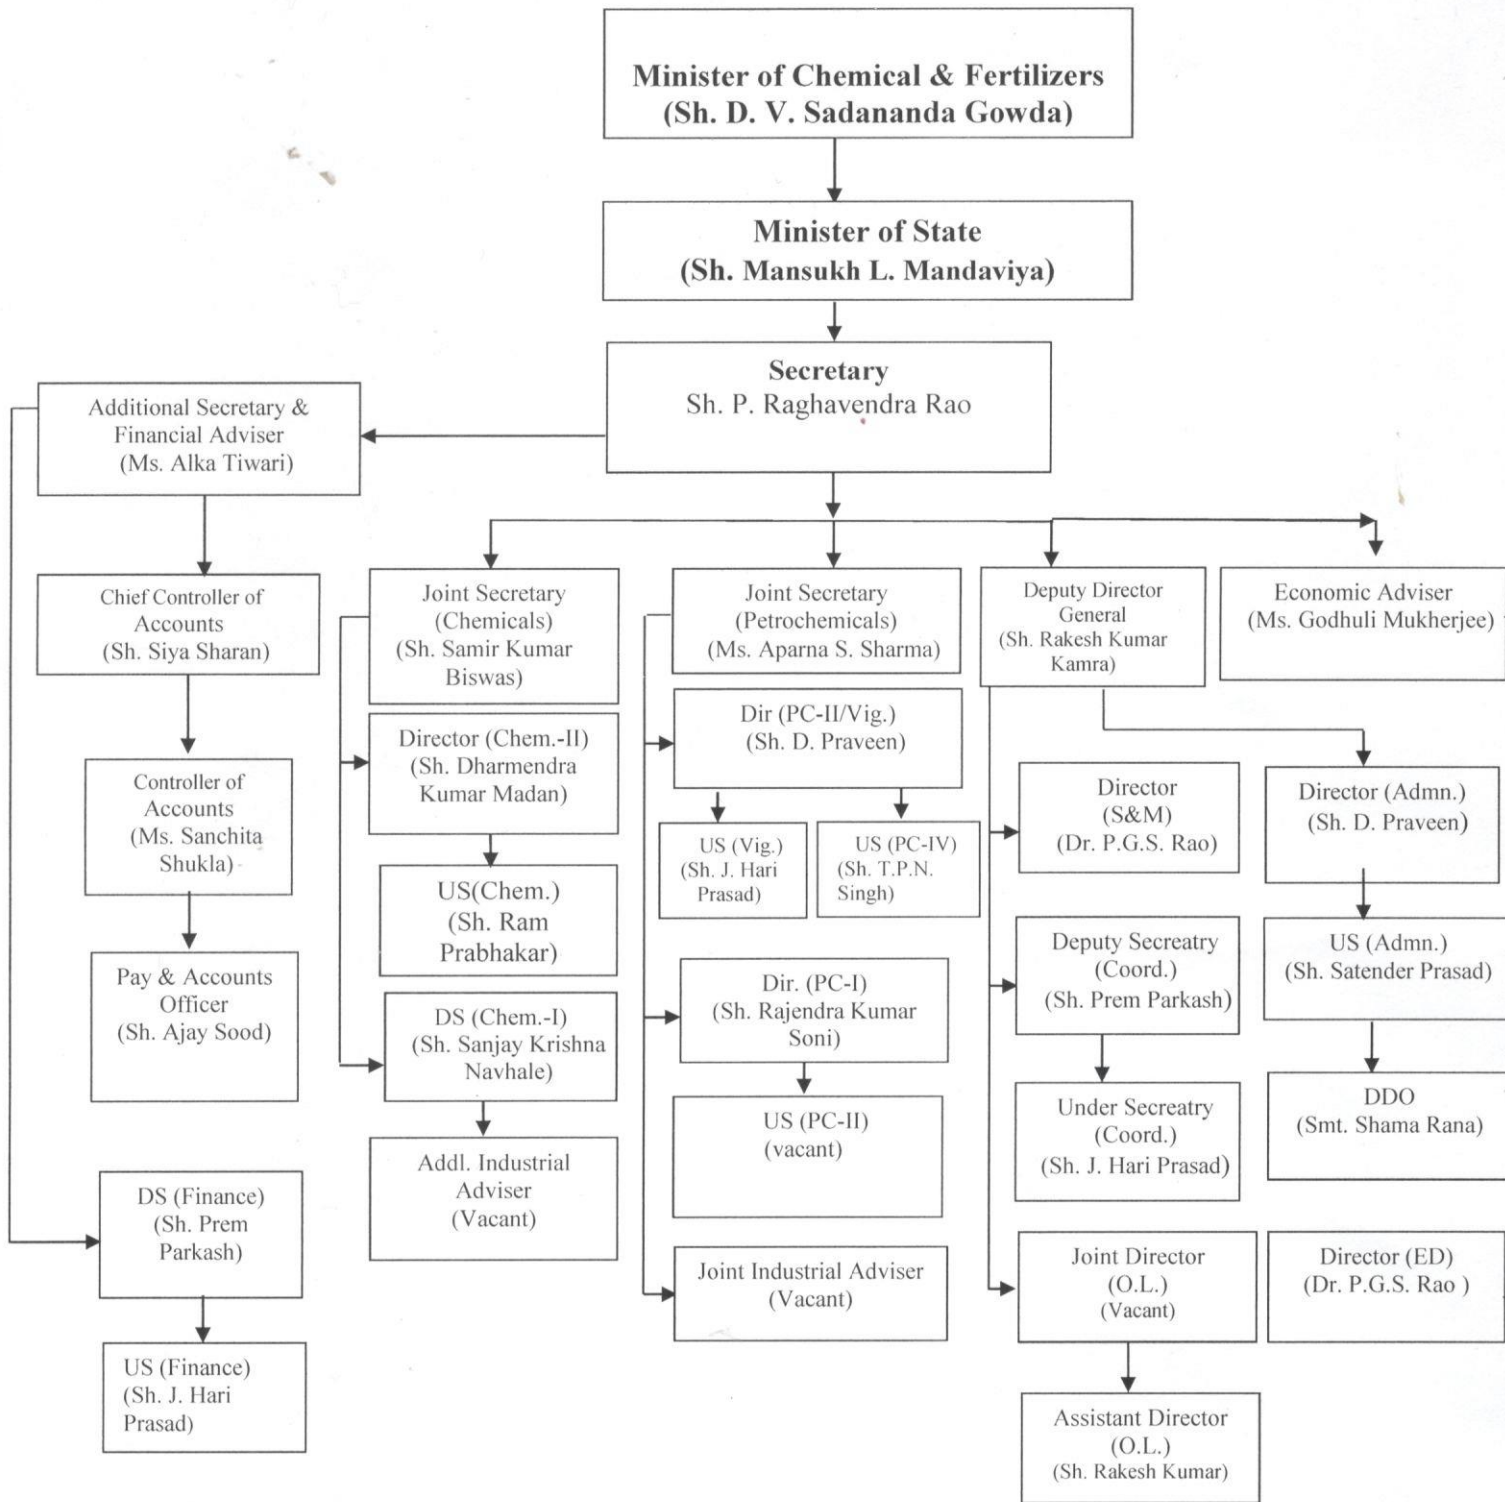 Minister of Chemical & Fertilizers
(Sh. D. V. Sadananda Gowda)
Minister of State
(Sh. Mansukh L. Mandaviya)
Secretary
Sh. P. Raghavendra Rao
Additional Secretary &
Financial Adviser
(Ms. Alka Tiwari)
Chief Controller of
Accounts
(Sh. Siya Sharan)
Controller of
Accounts
(Ms. Sanchita
Shukla)
Pay & Accounts
Officer
(Sh. Ajay Sood)
DS (Finance)
(Sh. Prem
Parkash)
US (Finance)
(Sh. J. Hari
Prasad)
Joint Secretary
(Chemicals)
(Sh. Samir Kumar
Biswas)
Director (Chem.-II)
(Sh. Dharmendra
Kumar Madan)
US(Chem.)
(Sh. Ram
Prabhakar)
DS (Chem.-I)
(Sh. Sanjay Krishna
Navhale)
Addl. Industrial
Adviser
(Vacant)
Joint Secretary
(Petrochemicals)
(Ms. Aparna S. Sharma)
Dir (PC-II/Vig.)
(Sh. D. Praveen)
US (Vig.)
(Sh. J. Hari
Prasad)
US (PC-IV)
(Sh. T.P.N.
Singh)
Dir. (PC-I)
(Sh. Rajendra Kumar
Soni)
US (PC-II)
(vacant)
Joint Industrial Adviser
(Vacant)
Deputy Director
General
(Sh. Rakesh Kumar
Kamra)
Director
(S&M)
(Dr. P.G.S. Rao)
Deputy Secreatry
(Coord.)
(Sh. Prem Parkash)
Under Secreatry
(Coord.)
(Sh. J. Hari Prasad)
Joint Director
(O.L.)
(Vacant)
Assistant Director
(O.L.)
(Sh. Rakesh Kumar)
Economic Adviser
(Ms. Godhuli Mukherjee)
Director (Admn.)
(Sh. D. Praveen)
US (Admn.)
(Sh. Satender Prasad)
DDO
(Smt. Shama Rana)
Director (ED)
(Dr. P.G.S. Rao )